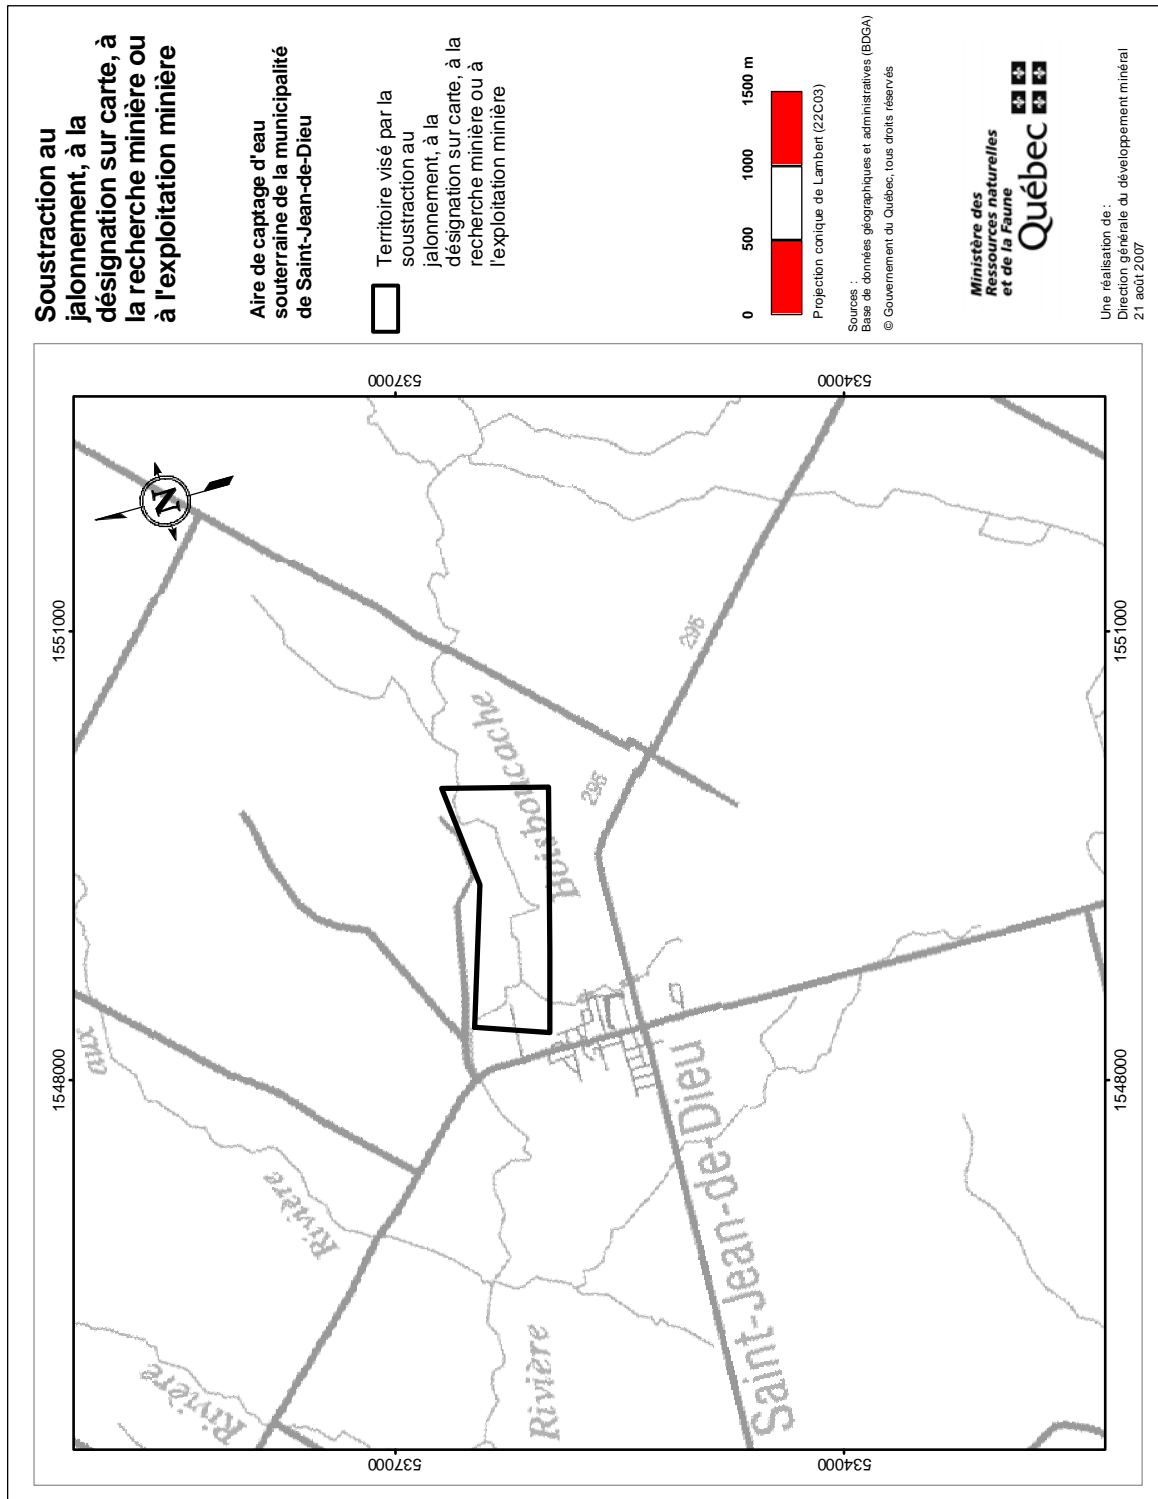 Soustraction au
jalonnement, à la
désignation sur carte, à
la recherche minière ou
à l'exploitation minière
Aire de captage d'eau
souterraine de la municipalité
de Saint-Jean-de-Dieu
Territoire visé par la
soustraction au
jalonnement, à la
désignation sur carte, à la
recherche minière ou à
l'exploitation minière
0 500 1000 1500 m
Projection conique de Lambert (22C03)
Sources :
Base de données géographiques et administratives (BDGA)
© Gouvernement du Québec, tous droits réservés
Ministère des
Ressources naturelles
et de la Faune
Québec
Une réalisation de :
Direction générale du développement minéral
21 août 2007
1548000
1551000
537000
537000
534000
534000
1548000
1551000
N
Rivière
Rivière
aux
Rivière
Boisbouscache
295
295
Saint-Jean-de-Dieu